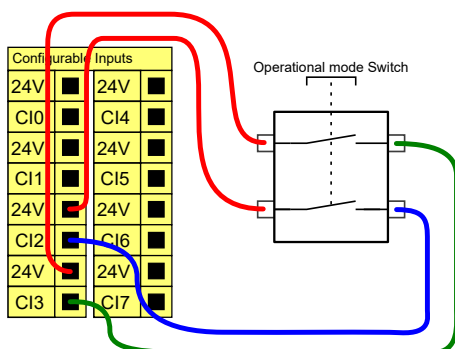 Configurable Inputs
Operational mode Switch
24V 24V
CI0 CI4
24V 24V
CI1 CI5
24V 24V
CI2 CI6
24V 24V
CI3 CI7